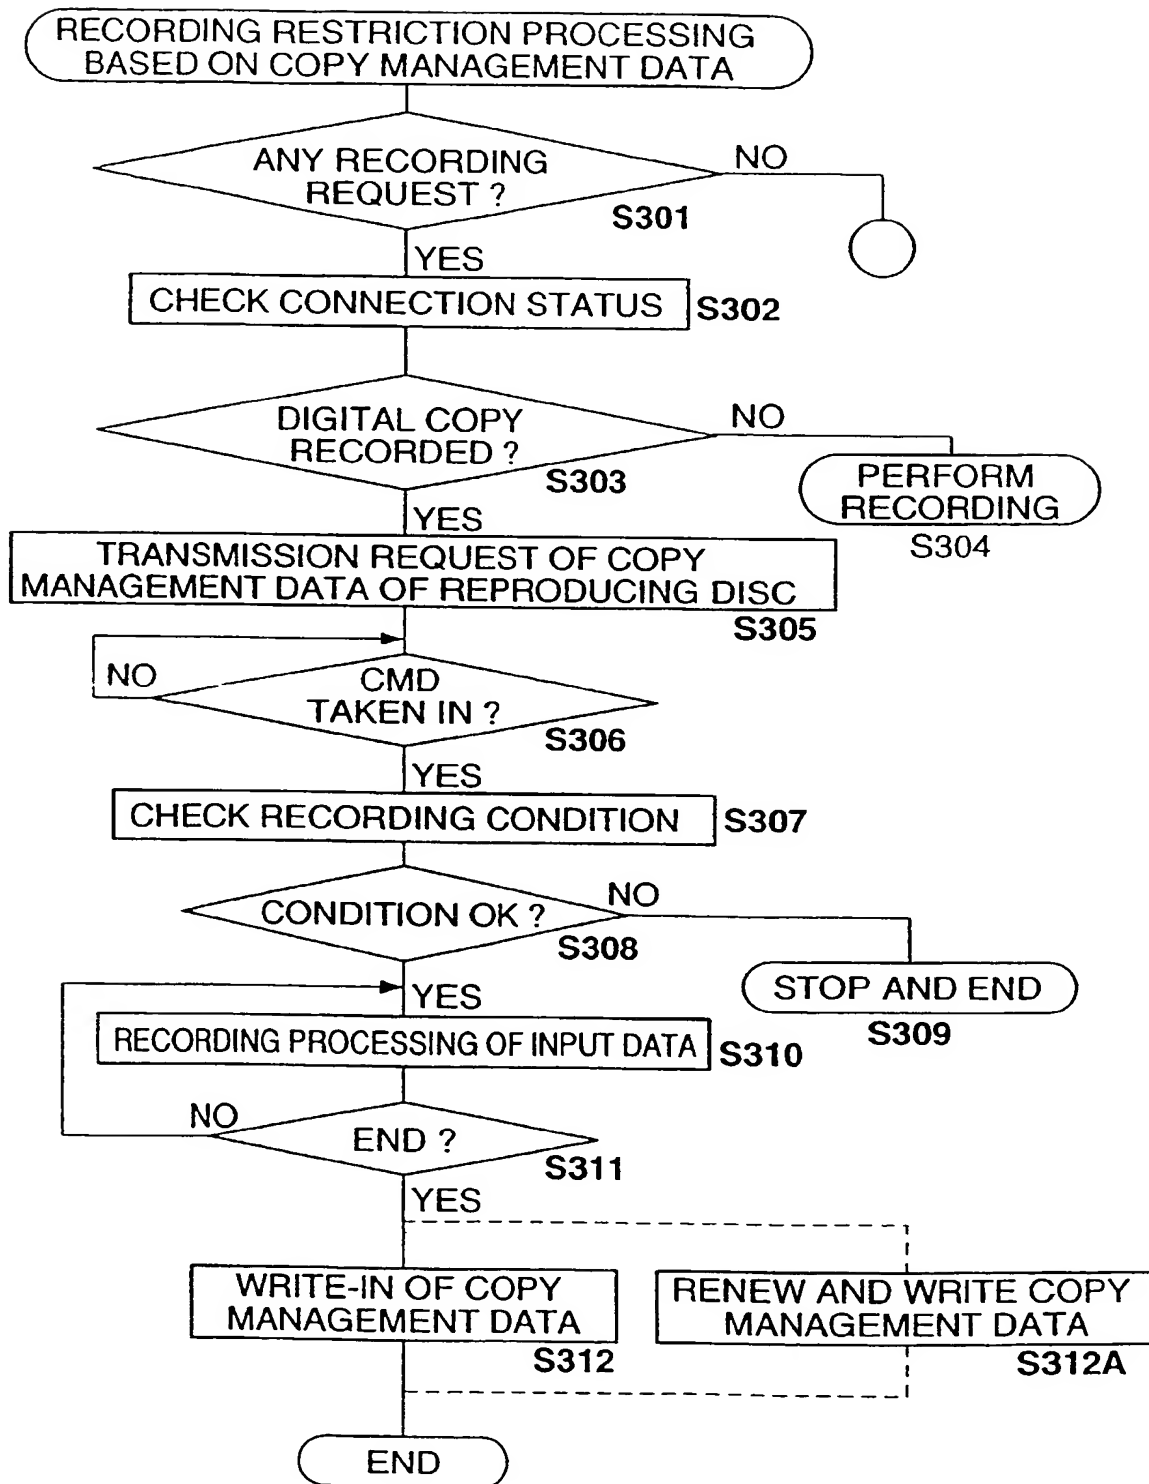 RECORDING RESTRICTION PROCESSING
BASED ON COPY MANAGEMENT DATA
ANY RECORDING
REQUEST ?
NO
S301
YES
CHECK CONNECTION STATUS
S302
DIGITAL COPY
RECORDED ?
NO
S303
PERFORM
RECORDING
S304
YES
TRANSMISSION REQUEST OF COPY
MANAGEMENT DATA OF REPRODUCING DISC
S305
NO
CMD
TAKEN IN ?
S306
YES
CHECK RECORDING CONDITION
S307
CONDITION OK ?
NO
S308
STOP AND END
S309
YES
RECORDING PROCESSING OF INPUT DATA
S310
NO
END ?
S311
YES
WRITE-IN OF COPY
MANAGEMENT DATA
S312
RENEW AND WRITE COPY
MANAGEMENT DATA
S312A
END